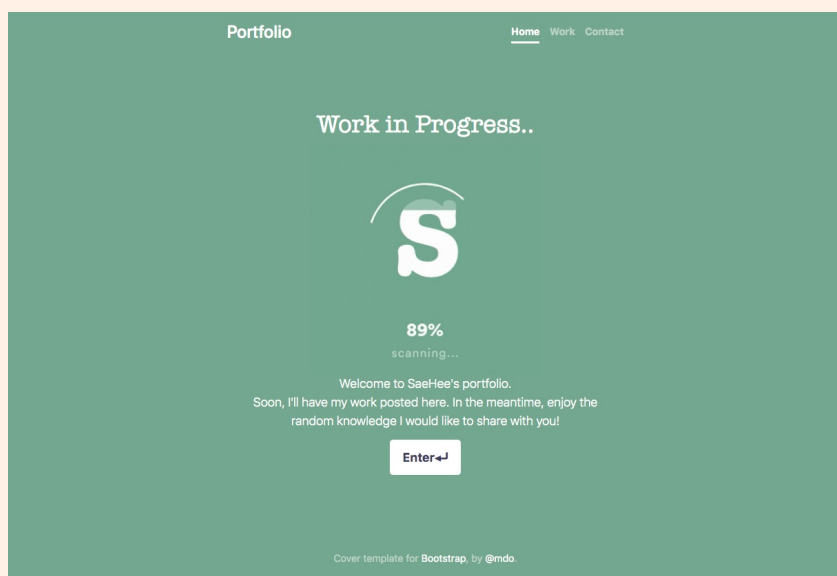 Portfolio
Home Work Contact
Work in Progress..
S
89%
scanning...
Welcome to SaeHee's portfolio.
Soon, I'll have my work posted here. In the meantime, enjoy the
random knowledge I would like to share with you!
Enter↵
Cover template for Bootstrap, by @mdo.